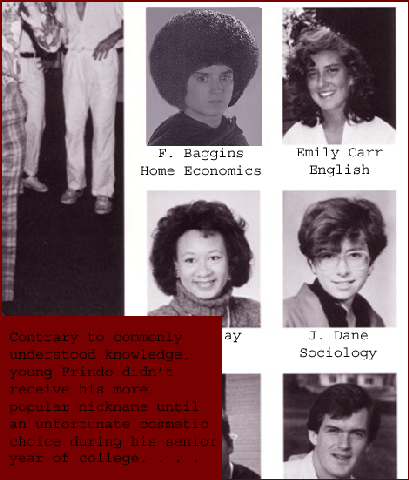 F. Baggins
Home Economics
Emily Carr
English
ay
J. Dane
Sociology
Contrary to commonly
understood knowledge,
young Frindo didn't
receive his more
popular nickname until
an unfortunate cosmetic
choice during his senior
year of college. . . .